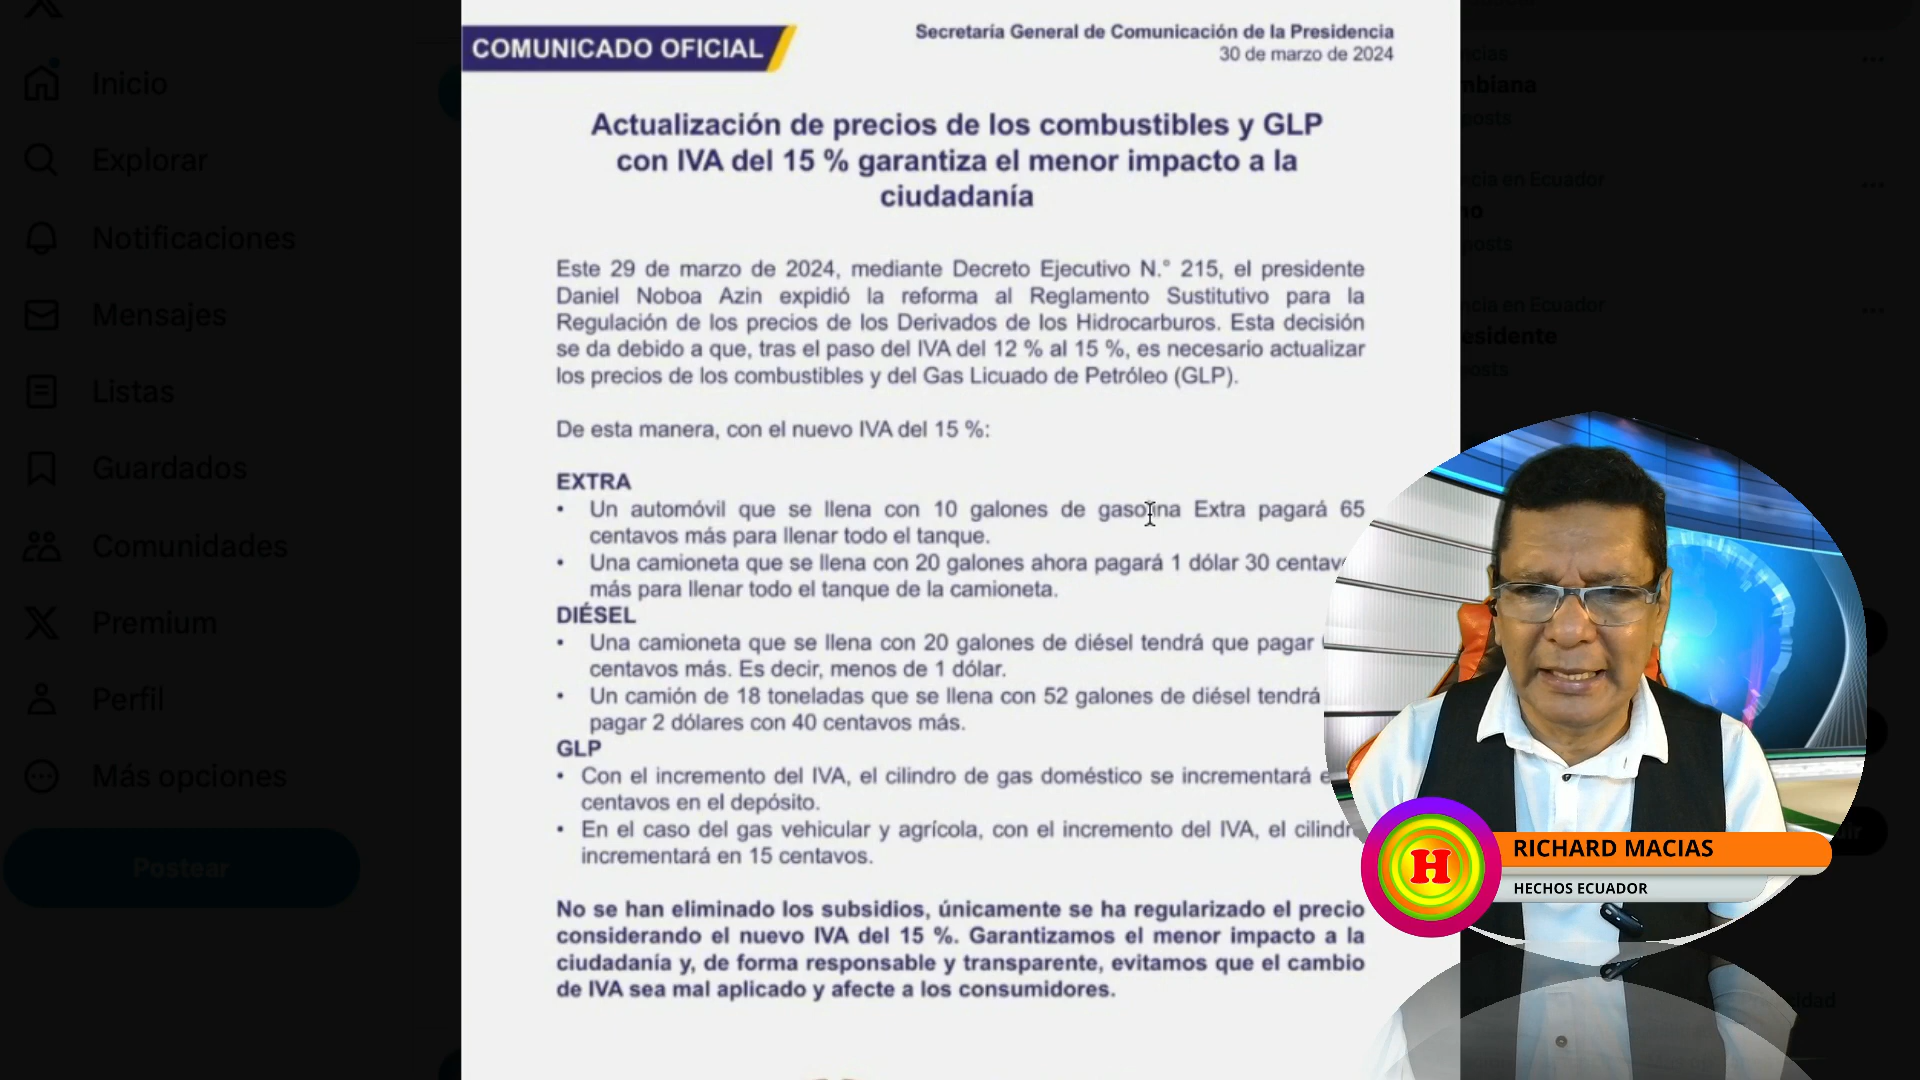 Inicio
Explorar
Notificaciones
Mensajes
Listas
Guardados
Comunidades
Premium
Perfil
Más opciones
Postear
COMUNICADO OFICIAL
Secretaría General de Comunicación de la Presidencia
30 de marzo de 2024
Actualización de precios de los combustibles y GLP
con IVA del 15 % garantiza el menor impacto a la
ciudadanía
Este 29 de marzo de 2024, mediante Decreto Ejecutivo N.° 215, el presidente
Daniel Noboa Azin expidió la reforma al Reglamento Sustitutivo para la
Regulación de los precios de los Derivados de los Hidrocarburos. Esta decisión
se da debido a que, tras el paso del IVA del 12 % al 15 %, es necesario actualizar
los precios de los combustibles y del Gas Licuado de Petróleo (GLP).
De esta manera, con el nuevo IVA del 15 %:
EXTRA
• Un automóvil que se llena con 10 galones de gasolina Extra pagará 65
centavos más para llenar todo el tanque.
• Una camioneta que se llena con 20 galones ahora pagará 1 dólar 30
más para llenar todo el tanque de la camioneta.
DIÉSEL
• Una camioneta que se llena con 20 galones de diésel tendrá que pagar
centavos más. Es decir, menos de 1 dólar.
• Un camión de 18 toneladas que se llena con 52 galones de diésel tendrá
pagar 2 dólares con 40 centavos más.
GLP
• Con el incremento del IVA, el cilindro de gas doméstico se incrementará
centavos en el depósito.
• En el caso del gas vehicular y agrícola, con el incremento del IVA, el
incrementará en 15 centavos.
No se han eliminado los subsidios, únicamente se ha regularizado el precio
considerando el nuevo IVA del 15 %. Garantizamos el menor impacto a la
ciudadanía y, de forma responsable y transparente, evitamos que el cambio
de IVA sea mal aplicado y afecte a los consumidores.
en Ecuador
en Ecuador
H
RICHARD MACIAS
HECHOS ECUADOR